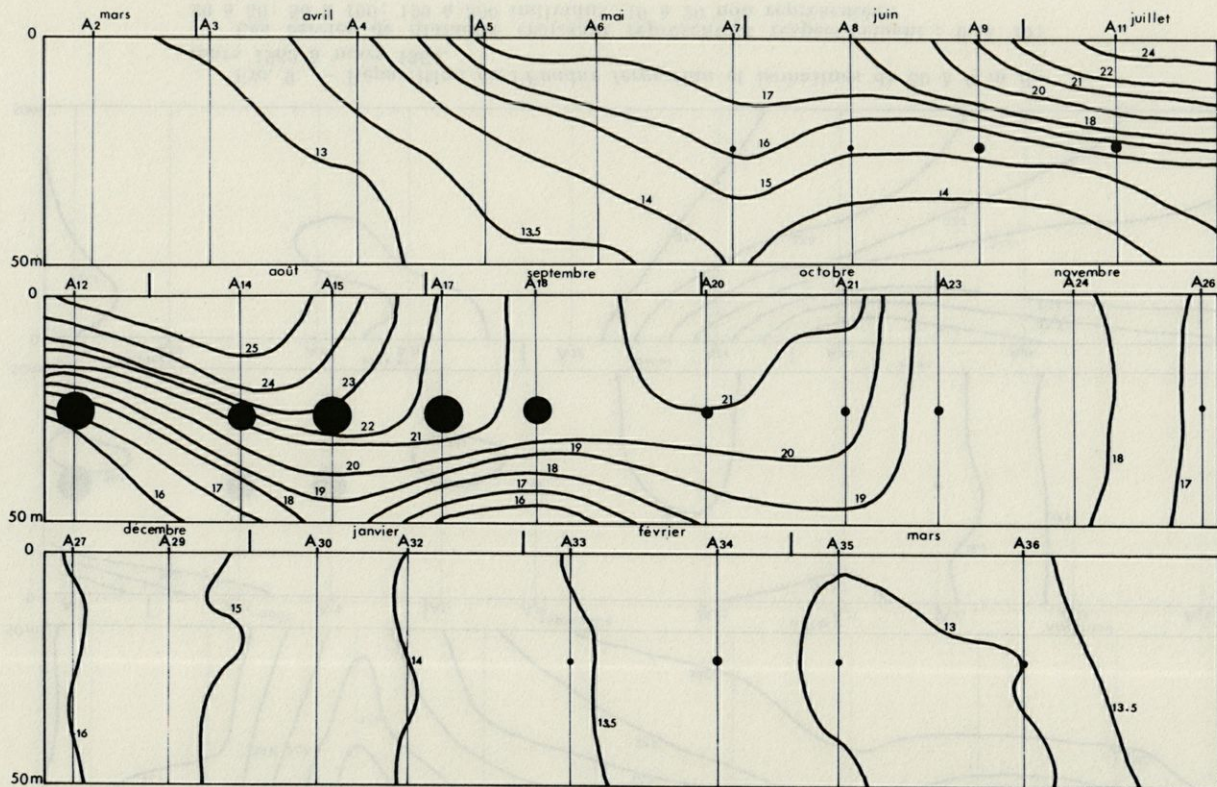 mars avril mai juin juillet
0 A2 A3 A4 A5 A6 A7 A8 A9 A11
24
22
21
20
17
18
16
13
15
14
14
13.5
50m
août septembre octobre novembre
0 A12 A14 A15 A17 A18 A20 A21 A23 A24 A26
25
24 23
21
22
21
20 19 20
18
19
17 18 17
16 17 18 16 19
50m
décembre janvier février mars
0 A27 A29 A30 A32 A33 A34 A35 A36
15
13
14
13.5 13.5
16
50m